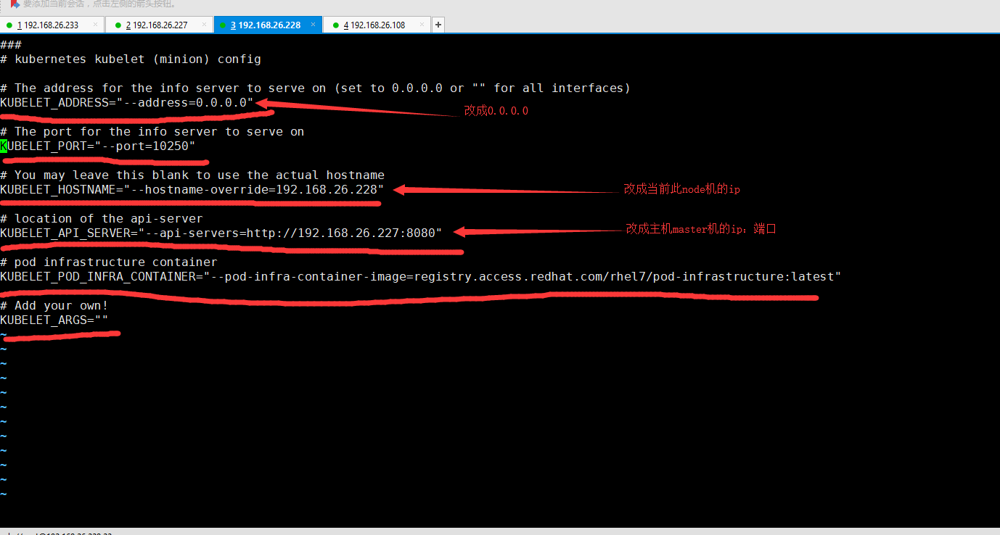 要添加当前会话，点击左侧的箭头按钮。
1 192.168.26.233 × 2 192.168.26.227 × 3 192.168.26.228 × 4 192.168.26.108 × +
###
# kubernetes kubelet (minion) config
# The address for the info server to serve on (set to 0.0.0.0 or "" for all interfaces)
KUBELET_ADDRESS="--address=0.0.0.0"
改成0.0.0.0
# The port for the info server to serve on
KUBELET_PORT="--port=10250"
# You may leave this blank to use the actual hostname
KUBELET_HOSTNAME="--hostname-override=192.168.26.228"
改成当前此node机的ip
# location of the api-server
KUBELET_API_SERVER="--api-servers=http://192.168.26.227:8080"
改成主机master机的ip：端口
# pod infrastructure container
KUBELET_POD_INFRA_CONTAINER="--pod-infra-container-image=registry.access.redhat.com/rhel7/pod-infrastructure:latest"
# Add your own!
KUBELET_ARGS=""
~
~
~
~
~
~
~
~
~
~
~
~